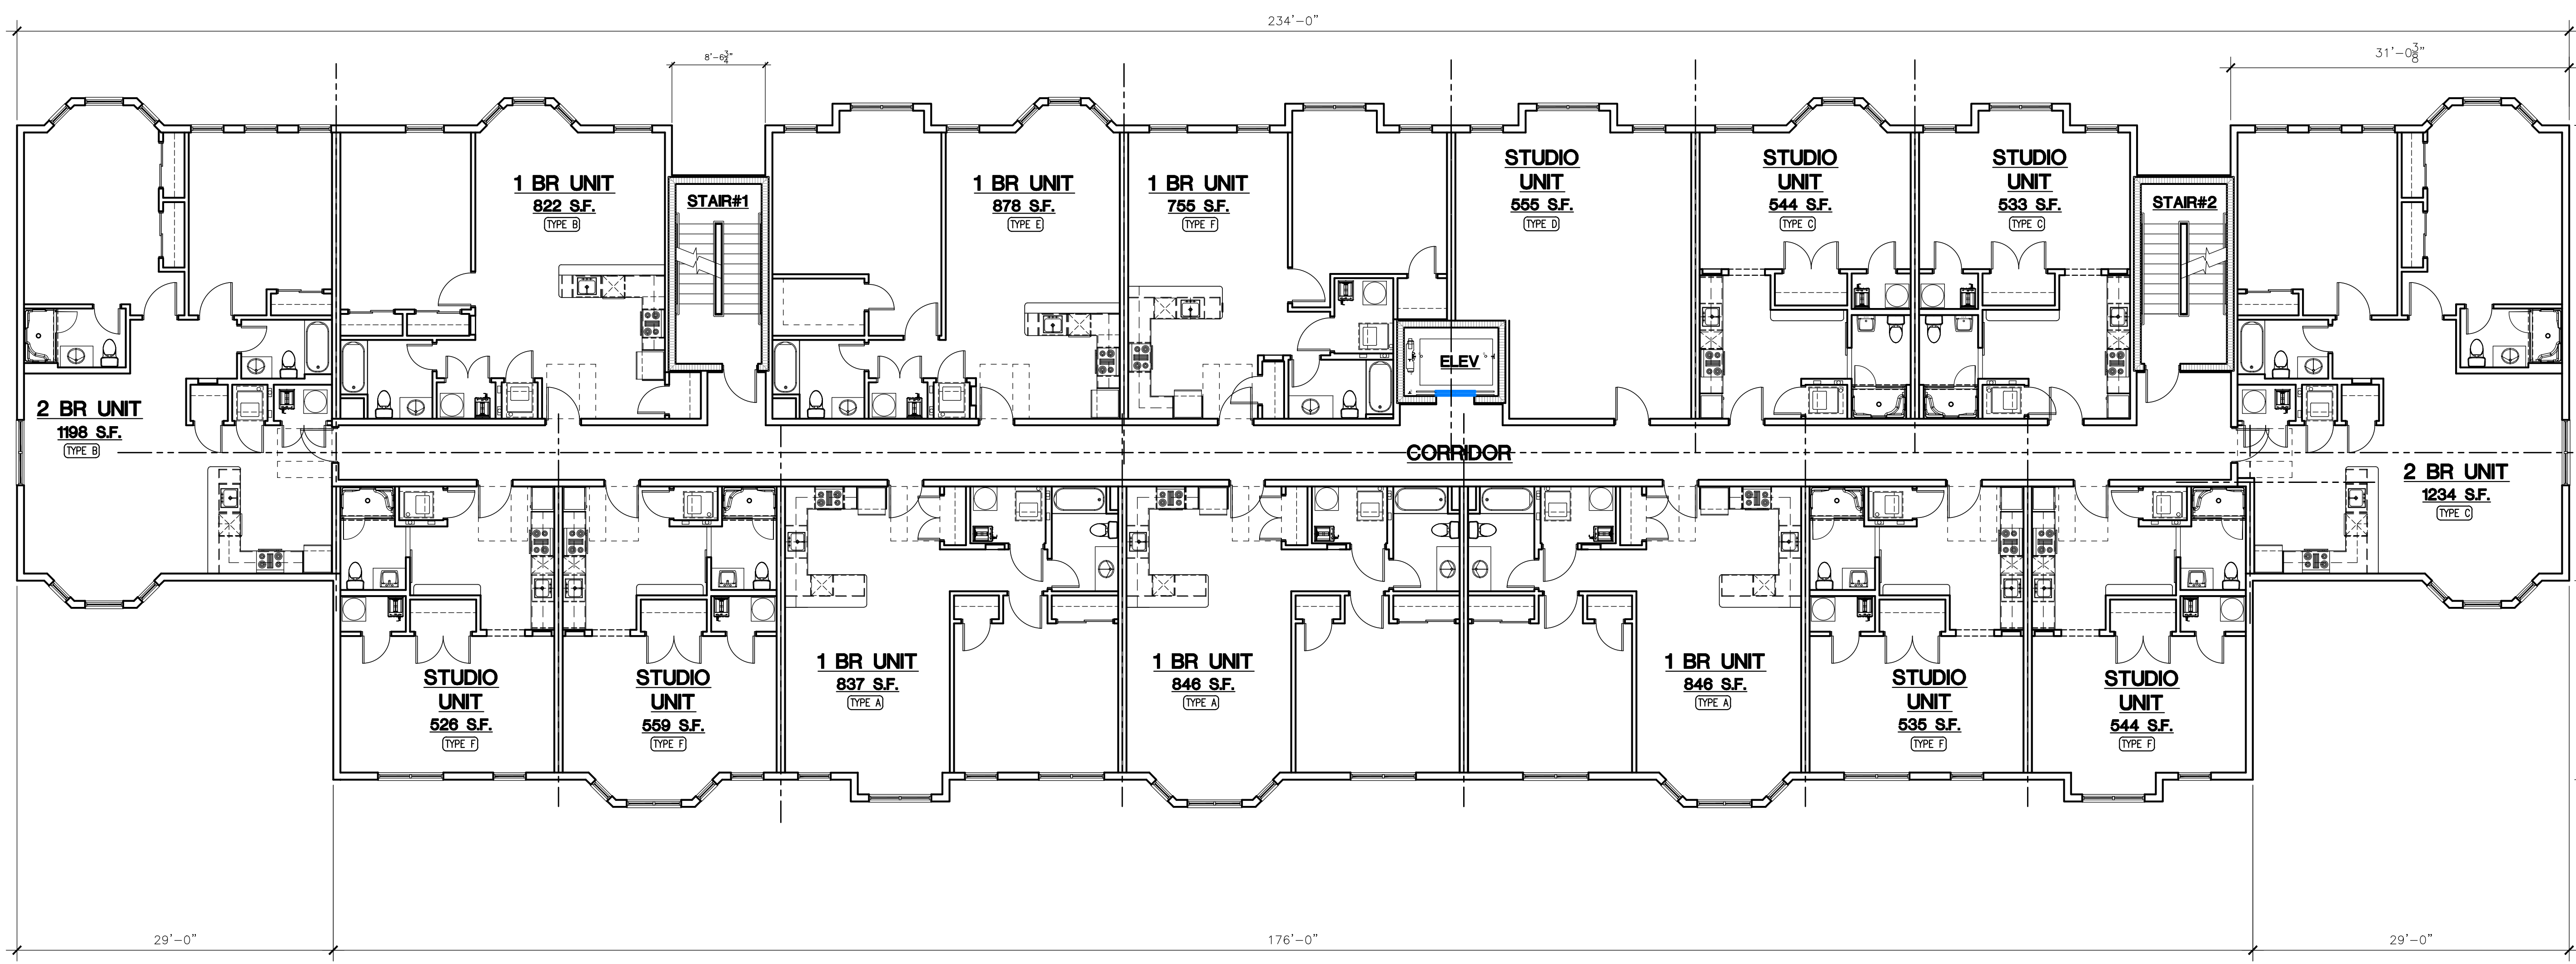 234'-0"
8'-6 3/4"
31'-0 3/8"
1 BR UNIT
822 S.F.
TYPE B
STAIR#1
1 BR UNIT
878 S.F.
TYPE E
1 BR UNIT
755 S.F.
TYPE F
STUDIO
UNIT
555 S.F.
TYPE D
STUDIO
UNIT
544 S.F.
TYPE C
STUDIO
UNIT
533 S.F.
TYPE C
STAIR#2
ELEV
2 BR UNIT
1198 S.F.
TYPE B
CORRIDOR
2 BR UNIT
1234 S.F.
TYPE C
STUDIO
UNIT
526 S.F.
TYPE F
STUDIO
UNIT
559 S.F.
TYPE F
1 BR UNIT
837 S.F.
TYPE A
1 BR UNIT
846 S.F.
TYPE A
1 BR UNIT
846 S.F.
TYPE A
STUDIO
UNIT
535 S.F.
TYPE F
STUDIO
UNIT
544 S.F.
TYPE F
29'-0"
176'-0"
29'-0"